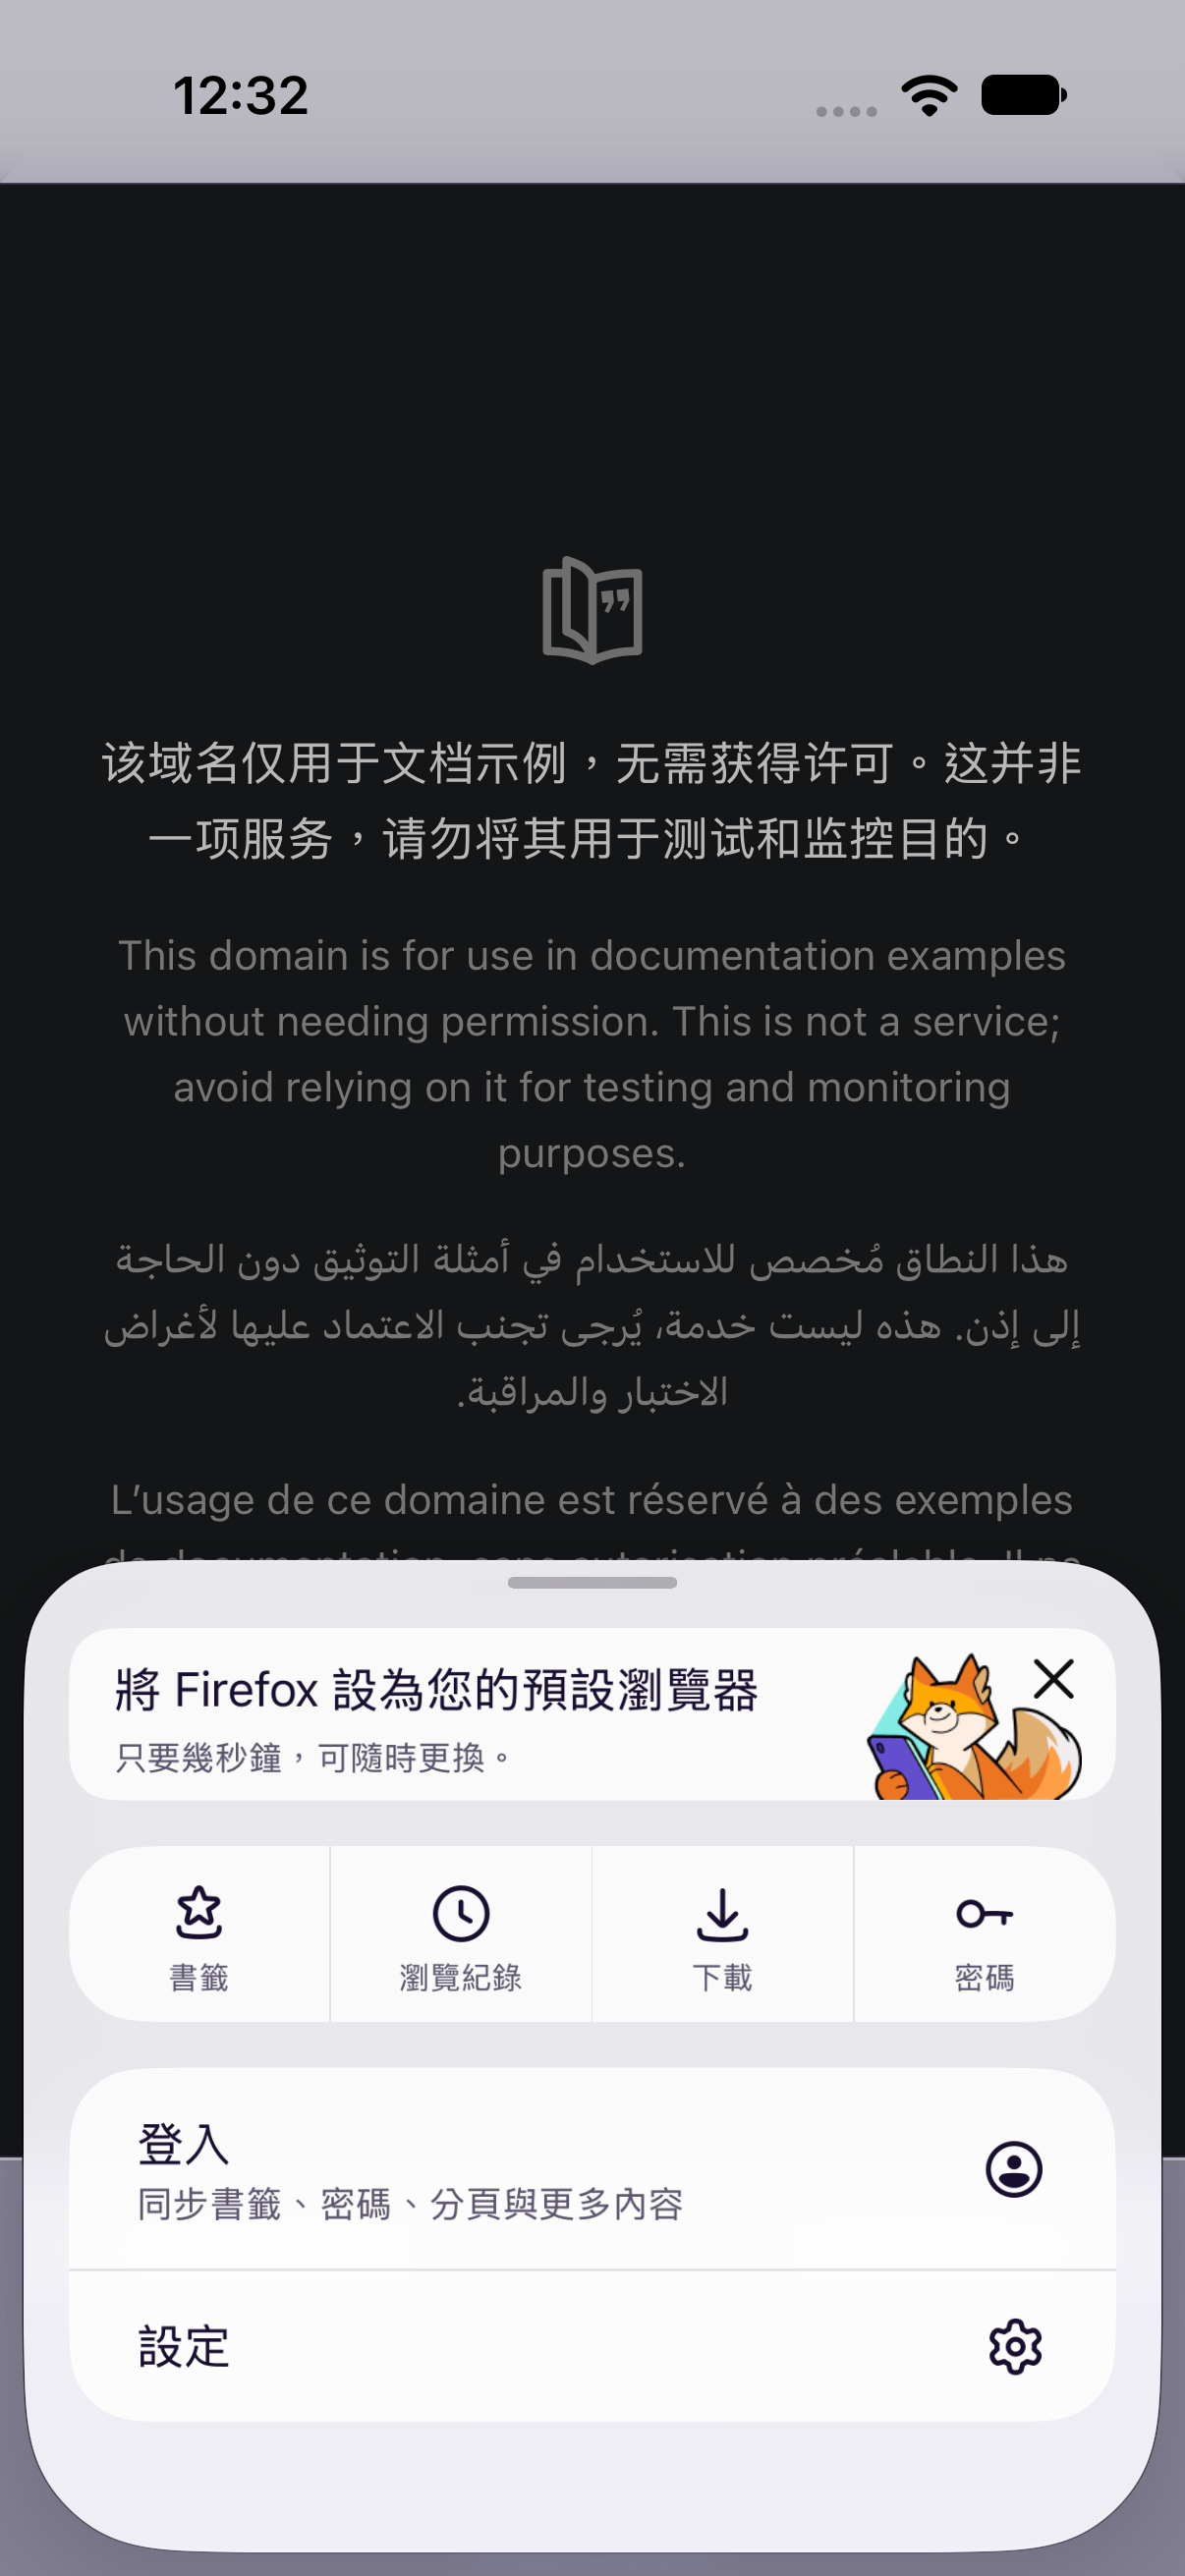 12:32
该域名仅用于文档示例，无需获得许可。这并非
一项服务，请勿将其用于测试和监控目的。
This domain is for use in documentation examples
without needing permission. This is not a service;
avoid relying on it for testing and monitoring
purposes.
هذا النطاق مُخصص للاستخدام في أمثلة التوثيق دون الحاجة
إلى إذن. هذه ليست خدمة، يُرجى تجنب الاعتماد عليها لأغراض
الاختبار والمراقبة.
L’usage de ce domaine est réservé à des exemples
de documentation, sans autorisation préalable. Il ne
將 Firefox 設為您的預設瀏覽器
只要幾秒鐘，可隨時更換。
書籤
瀏覽紀錄
下載
密碼
登入
同步書籤、密碼、分頁與更多內容
設定